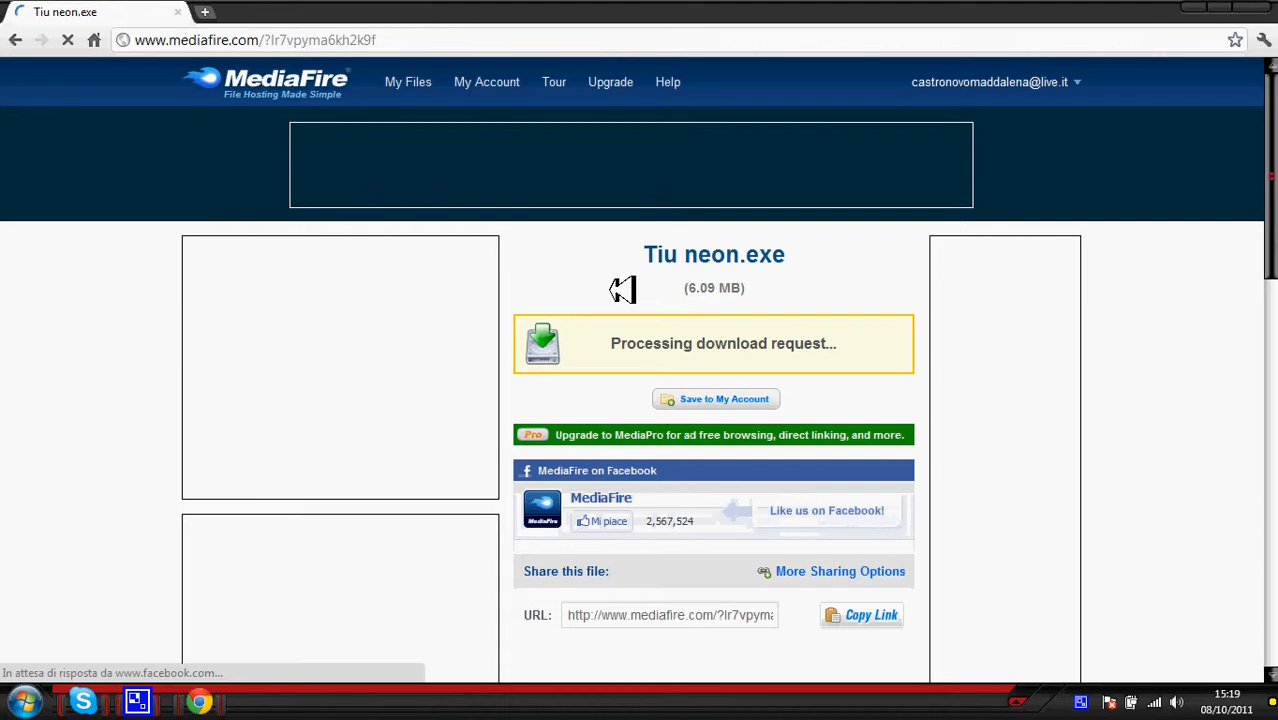 Tiu neon.exe
www.mediafire.com/?lr7vpyma6kh2k9f
MediaFire
File Hosting Made Simple
My Files My Account Tour Upgrade Help
castronovomaddalena@live.it
Tiu neon.exe
(6.09 MB)
Processing download request...
Save to My Account
Pro Upgrade to MediaPro for ad free browsing, direct linking, and more.
f MediaFire on Facebook
MediaFire
MediaFire
Mi piace 2,567,524
Like us on Facebook!
Share this file: More Sharing Options
URL: http://www.mediafire.com/?lr7vpyma
Copy Link
In attesa di risposta da www.facebook.com...
15:19
08/10/2011